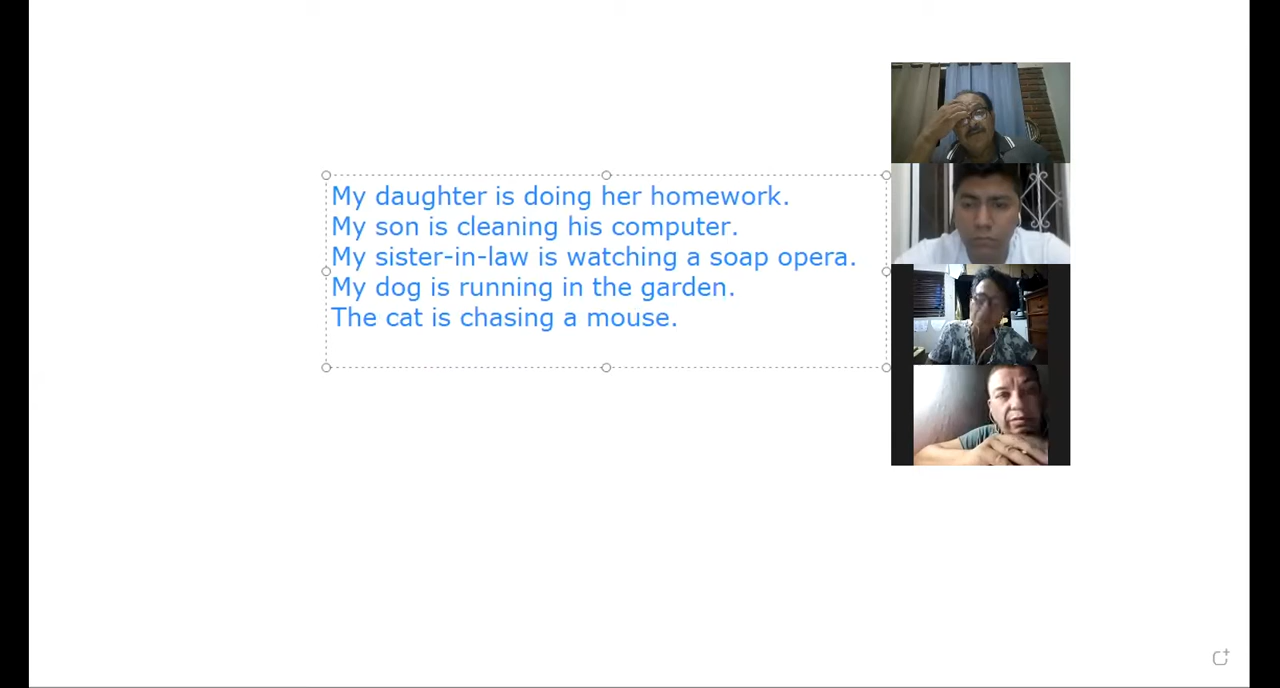 My daughter is doing her homework.
My son is cleaning his computer.
My sister-in-law is watching a soap opera.
My dog is running in the garden.
The cat is chasing a mouse.